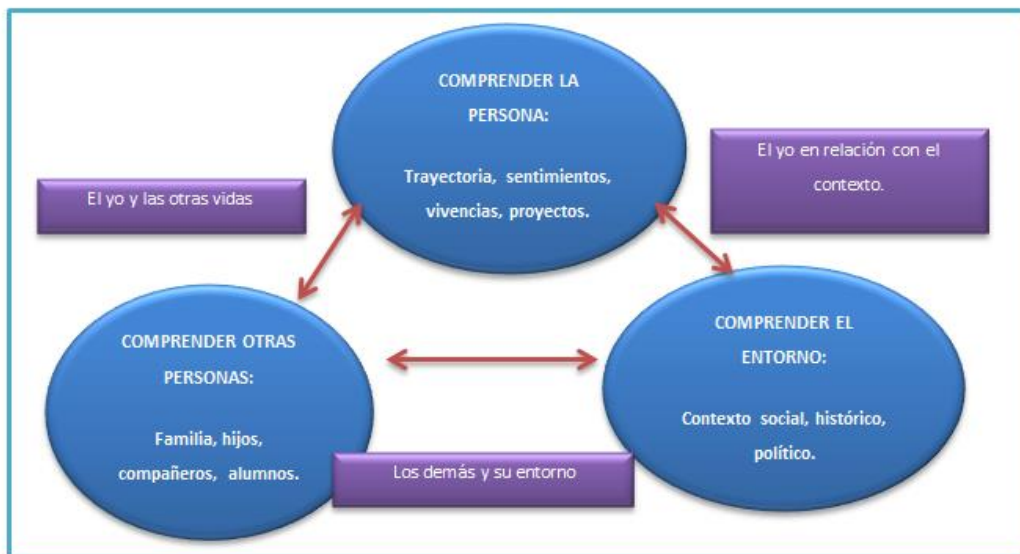 COMPRENDER LA
PERSONA:
Trayectoria, sentimientos,
vivencias, proyectos.
El yo en relación con el
contexto.
El yo y las otras vidas
COMPRENDER OTRAS
PERSONAS:
Familia, hijos,
compañeros, alumnos.
COMPRENDER EL
ENTORNO:
Contexto social, histórico,
político.
Los demás y su entorno